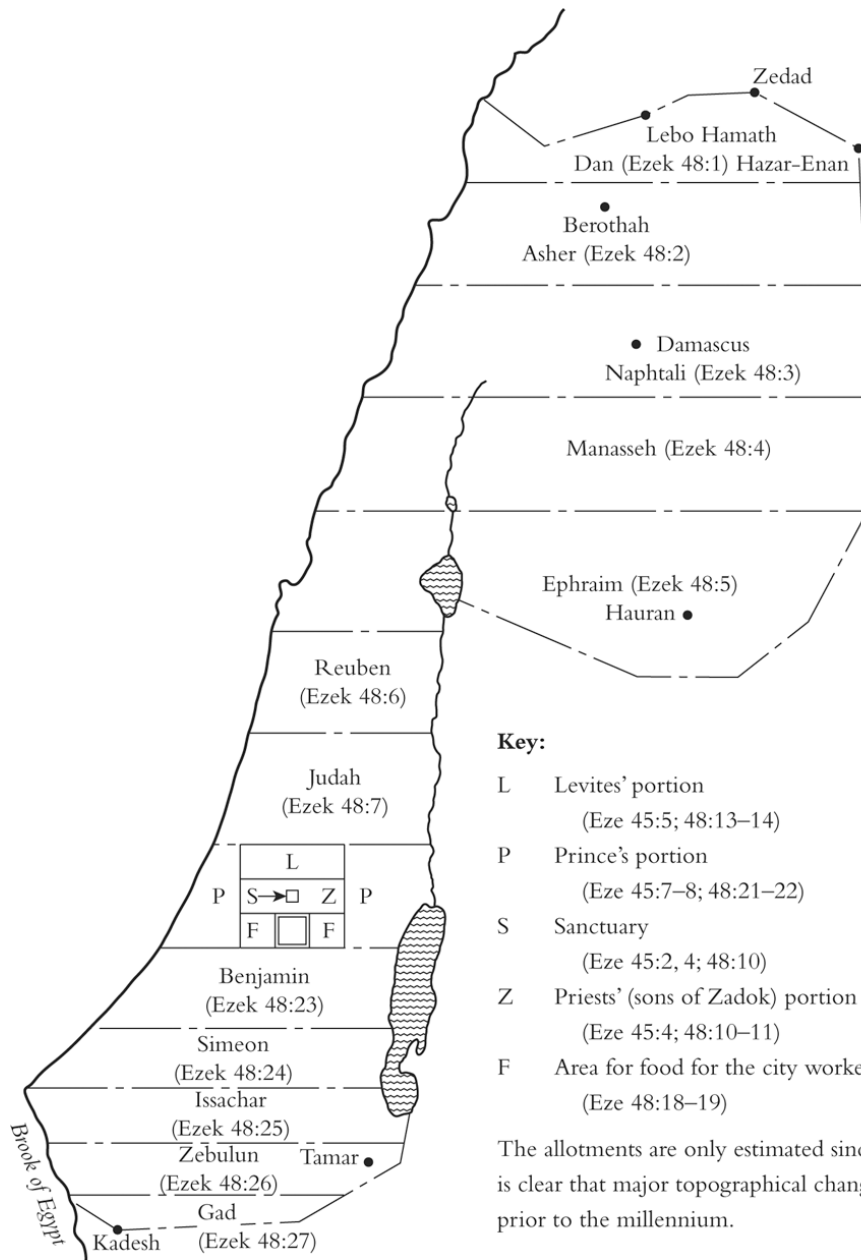 Zedad
Lebo Hamath
Dan (Ezek 48:1) Hazar-Enan
Berothah
Asher (Ezek 48:2)
Damascus
Naphtali (Ezek 48:3)
Manasseh (Ezek 48:4)
Ephraim (Ezek 48:5)
Hauran
Reuben
(Ezek 48:6)
Judah
(Ezek 48:7)
L
P S Z P
F F
Benjamin
(Ezek 48:23)
Simeon
(Ezek 48:24)
Issachar
(Ezek 48:25)
Zebulun
(Ezek 48:26)
Tamar
Gad
(Ezek 48:27)
Kadesh
Brook of Egypt
Key:
L Levites’ portion
(Eze 45:5; 48:13–14)
P Prince’s portion
(Eze 45:7–8; 48:21–22)
S Sanctuary
(Eze 45:2, 4; 48:10)
Z Priests’ (sons of Zadok) portion
(Eze 45:4; 48:10–11)
F Area for food for the city worke
(Eze 48:18–19)
The allotments are only estimated sinc
is clear that major topographical chang
prior to the millennium.